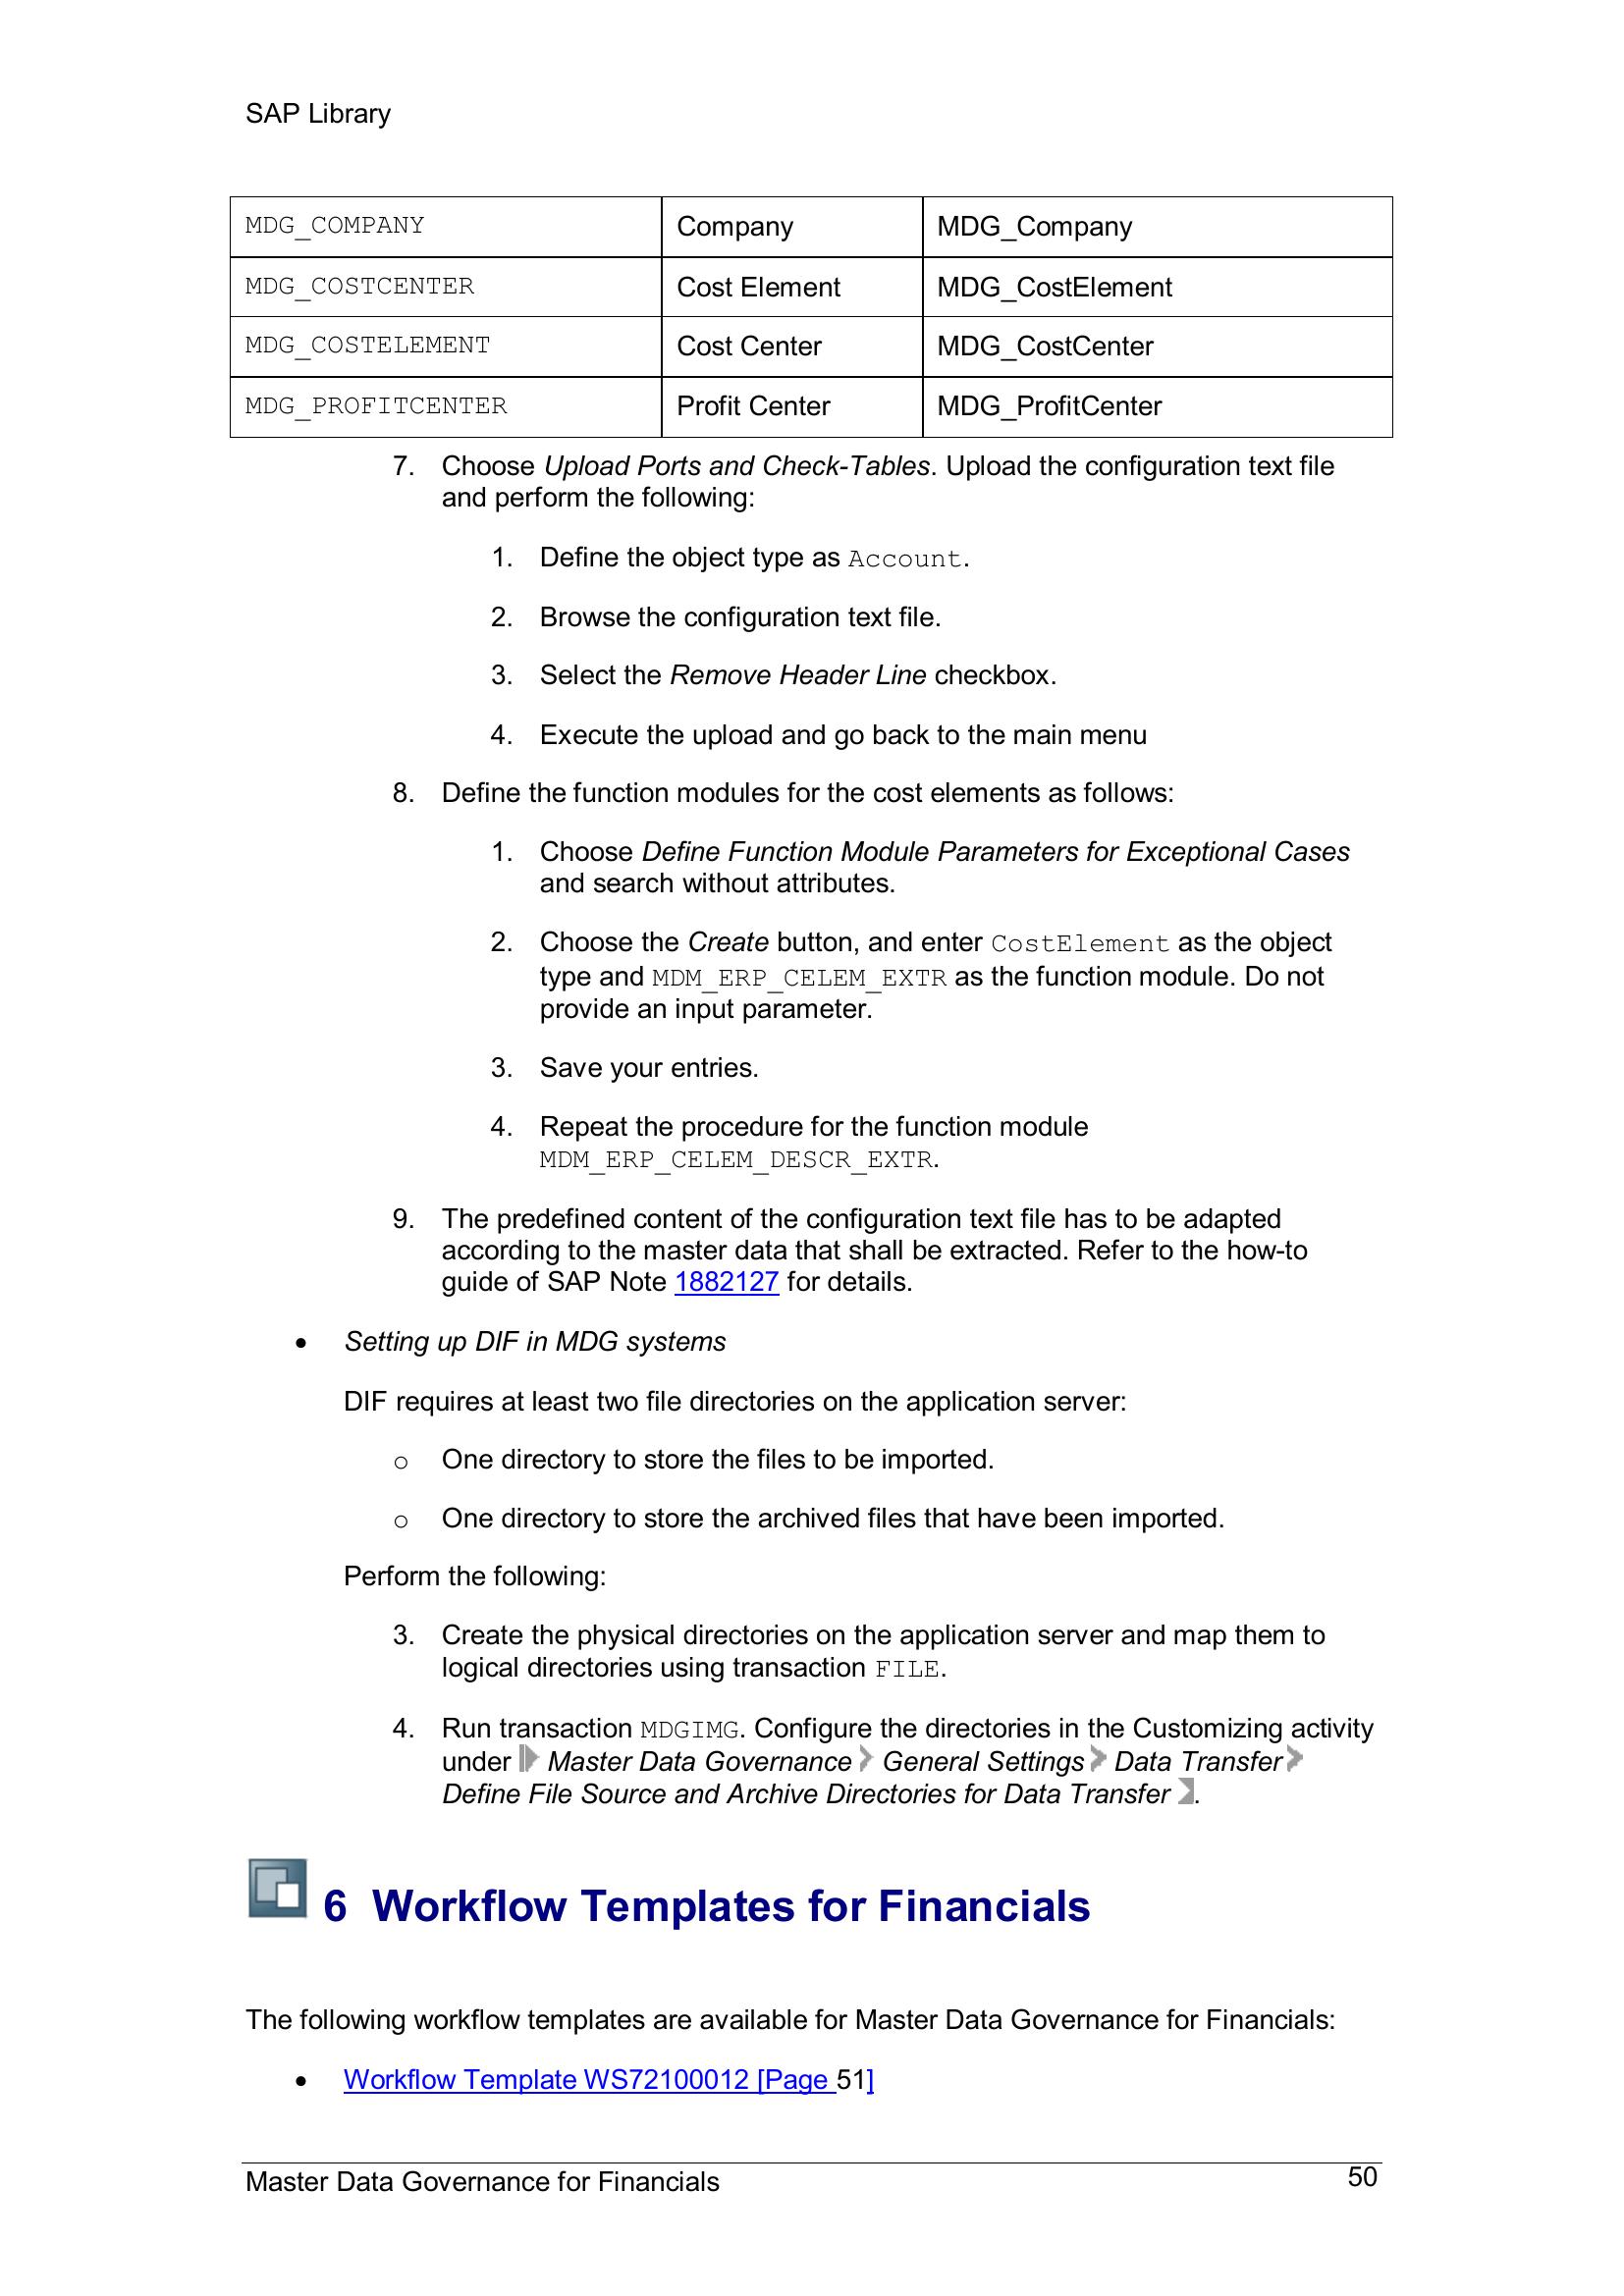 SAP Library
MDG_COMPANY Company MDG_Company
MDG_COSTCENTER Cost Element MDG_CostElement
MDG_COSTELEMENT Cost Center MDG_CostCenter
MDG_PROFITCENTER Profit Center MDG_ProfitCenter
7. Choose Upload Ports and Check-Tables. Upload the configuration text file
and perform the following:
1. Define the object type as Account.
2. Browse the configuration text file.
3. Select the Remove Header Line checkbox.
4. Execute the upload and go back to the main menu
8. Define the function modules for the cost elements as follows:
1. Choose Define Function Module Parameters for Exceptional Cases
and search without attributes.
2. Choose the Create button, and enter CostElement as the object
type and MDM_ERP_CELEM_EXTR as the function module. Do not
provide an input parameter.
3. Save your entries.
4. Repeat the procedure for the function module
MDM_ERP_CELEM_DESCR_EXTR.
9. The predefined content of the configuration text file has to be adapted
according to the master data that shall be extracted. Refer to the how-to
guide of SAP Note 1882127 for details.
• Setting up DIF in MDG systems
DIF requires at least two file directories on the application server:
o One directory to store the files to be imported.
o One directory to store the archived files that have been imported.
Perform the following:
3. Create the physical directories on the application server and map them to
logical directories using transaction FILE.
4. Run transaction MDGIMG. Configure the directories in the Customizing activity
under Master Data Governance General Settings Data Transfer
Define File Source and Archive Directories for Data Transfer .
6 Workflow Templates for Financials
The following workflow templates are available for Master Data Governance for Financials:
• Workflow Template WS72100012 [Page 51]
Master Data Governance for Financials 50